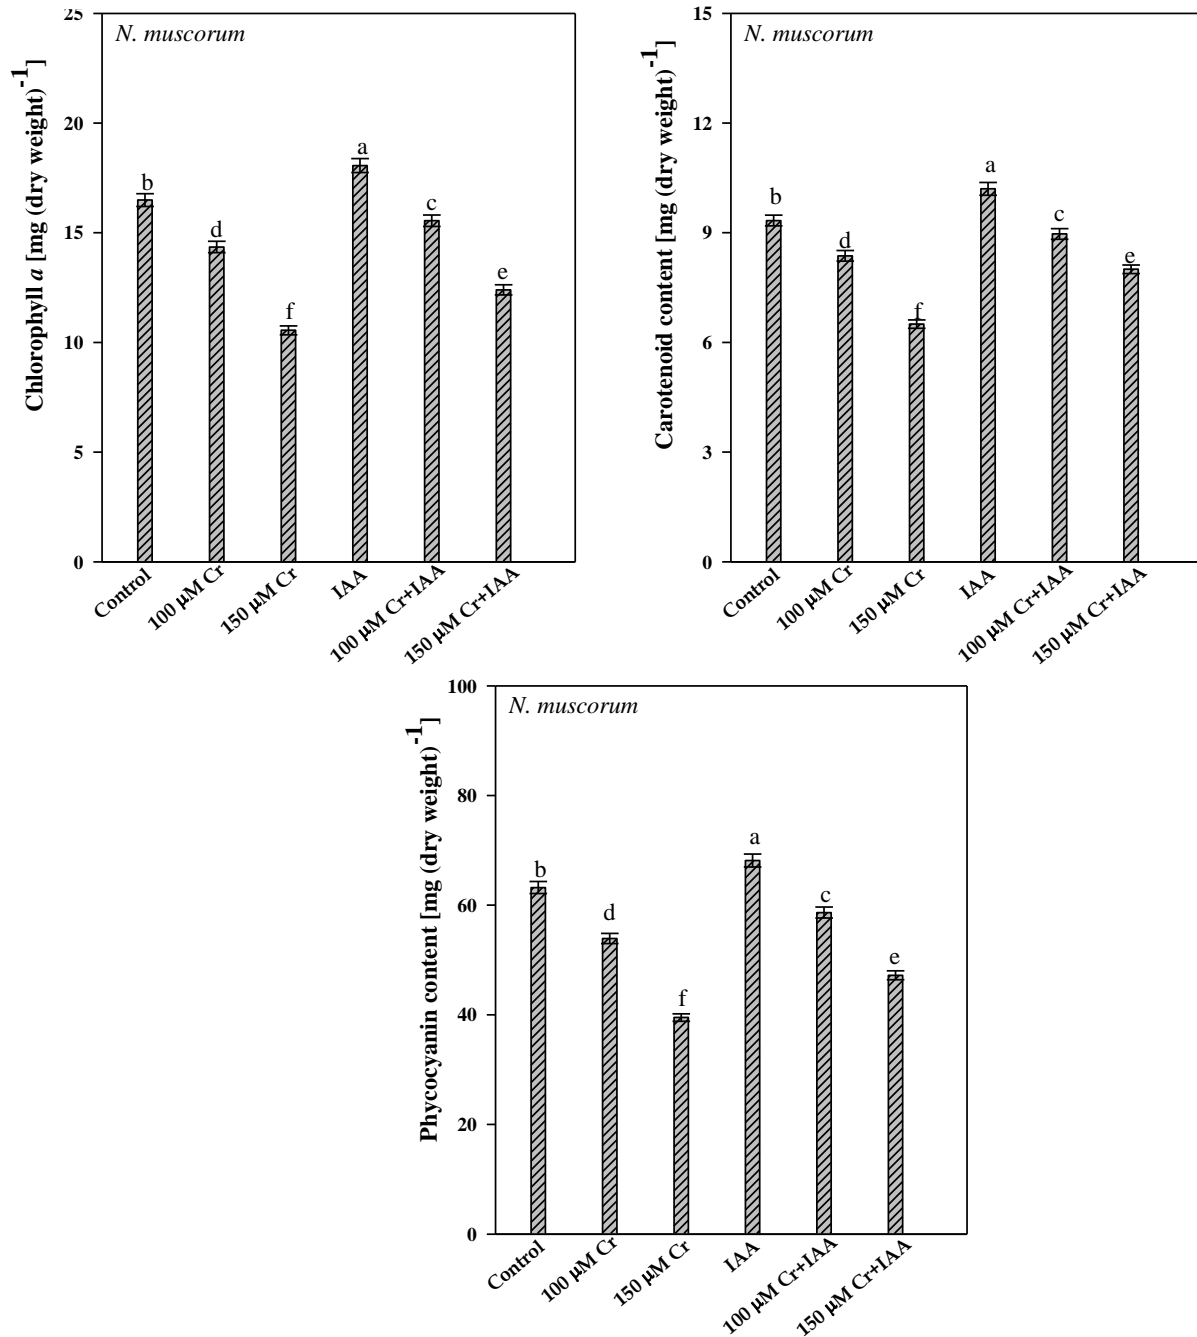 N. muscorum
Chlorophyll a [mg (dry weight)-1]
25
20
15
10
5
0
b
d
f
a
c
e
Control
100 µM Cr
150 µM Cr
IAA
100 µM Cr+IAA
150 µM Cr+IAA
N. muscorum
Carotenoid content [mg (dry weight)-1]
15
12
9
6
3
0
b
d
f
a
c
e
Control
100 µM Cr
150 µM Cr
IAA
100 µM Cr+IAA
150 µM Cr+IAA
N. muscorum
Phycocyanin content [mg (dry weight)-1]
100
80
60
40
20
0
b
d
f
a
c
e
Control
100 µM Cr
150 µM Cr
IAA
100 µM Cr+IAA
150 µM Cr+IAA